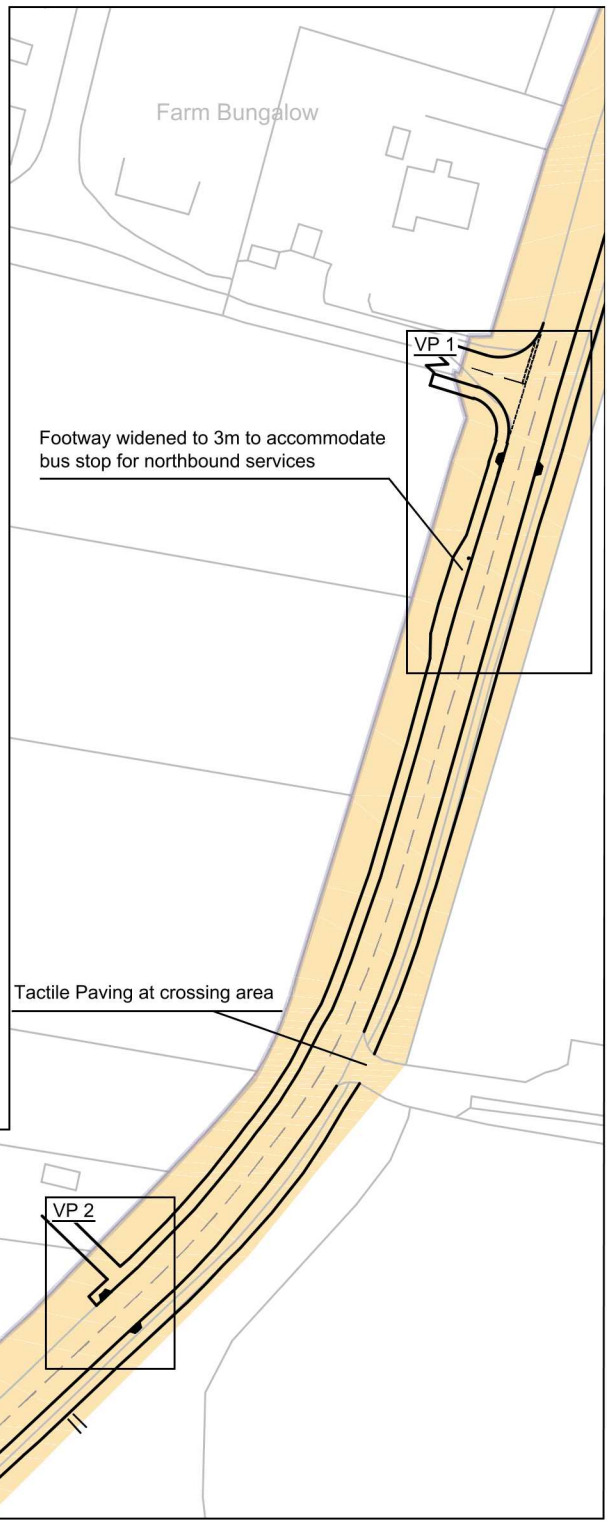 Farm Bungalow
VP 1
Footway widened to 3m to accommodate
bus stop for northbound services
Tactile Paving at crossing area
VP 2